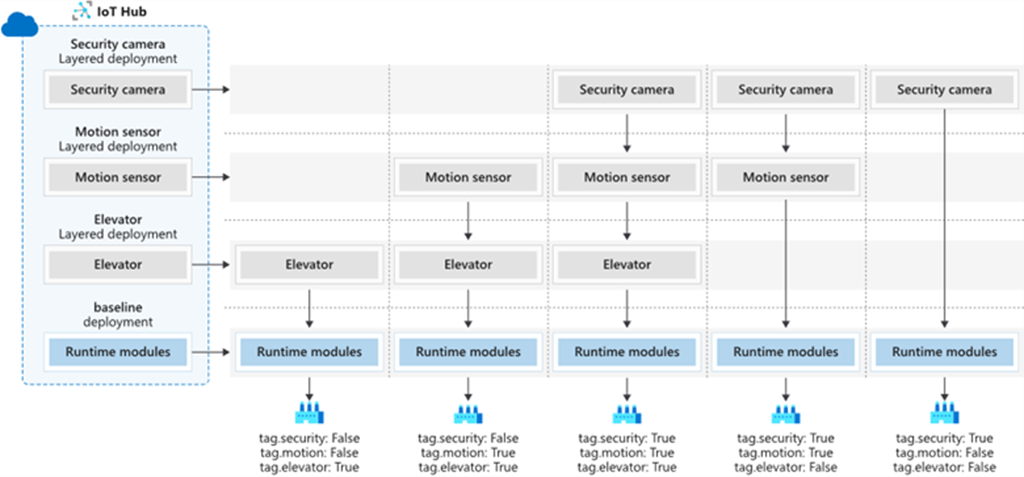 IoT Hub
Security camera
Layered deployment
Security camera
Security camera
Security camera
Security camera
Motion sensor
Layered deployment
Motion sensor
Motion sensor
Motion sensor
Motion sensor
Elevator
Layered deployment
Elevator
Elevator
Elevator
Elevator
baseline
deployment
Runtime modules
Runtime modules
Runtime modules
Runtime modules
Runtime modules
Runtime modules
tag.security: False
tag.motion: False
tag.elevator: True
tag.security: False
tag.motion: True
tag.elevator: True
tag.security: True
tag.motion: True
tag.elevator: True
tag.security: True
tag.motion: True
tag.elevator: False
tag.security: True
tag.motion: False
tag.elevator: False